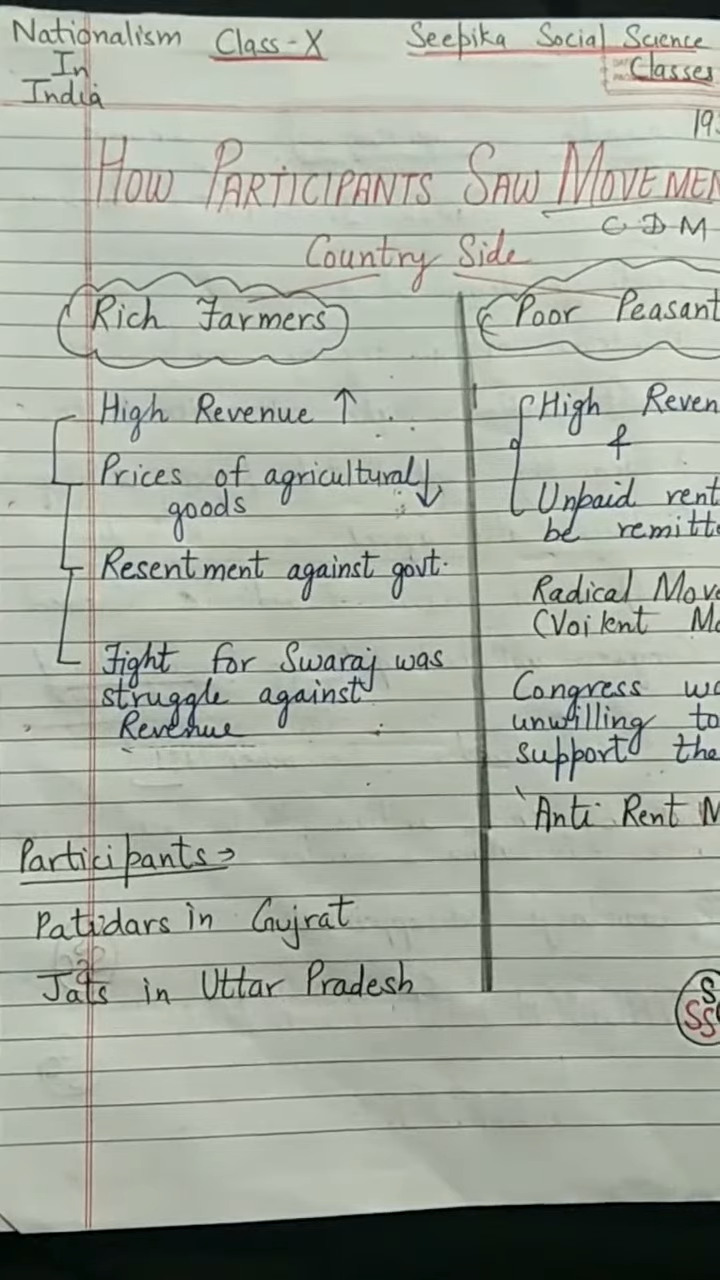 Nationalism Class-X Seepika Social Science
In Classes
India
19
HOW PARTICIPANTS SAW MOVEMEN
C D M
Country Side
Rich Farmers
High Revenue ↑
Prices of agricultural ↓
goods
Resentment against govt.
Fight for Swaraj was
struggle against
Revenue
Participants →
Patidars in Gujrat
Jats in Uttar Pradesh
Poor Peasant
High Reven
&
Unpaid rent
be remitt
Radical Mov
(Voilent M
Congress w
unwilling to
support the
'Anti Rent M
S
SS